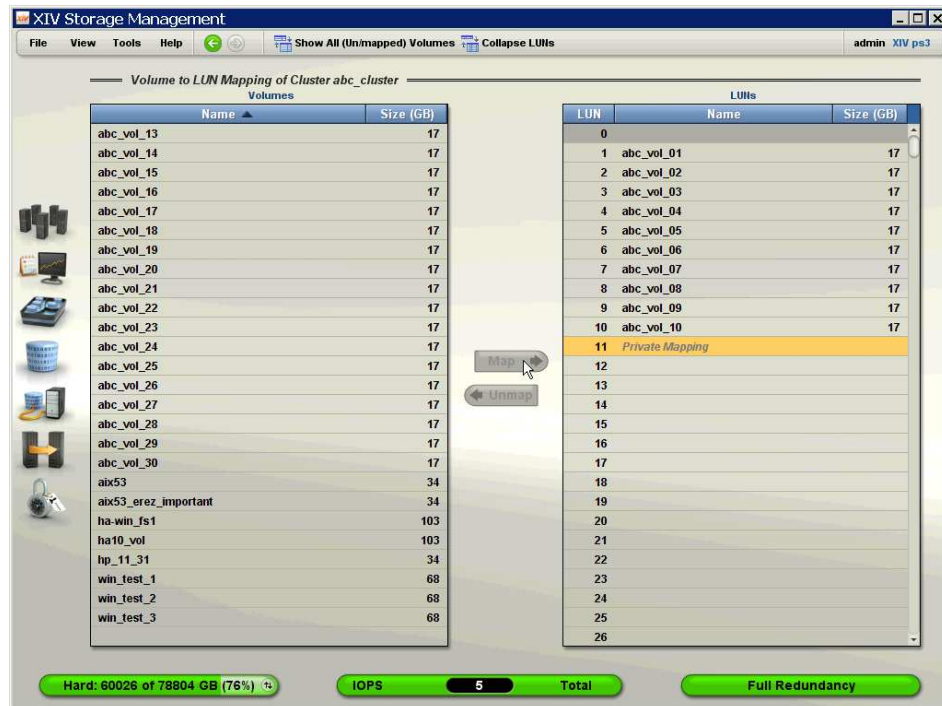 XIV Storage Management
File View Tools Help Show All (Un/mapped) Volumes Collapse LUNs admin XIV ps3
Volume to LUN Mapping of Cluster abc_cluster
Volumes
Name Size (GB)
abc_vol_13 17
abc_vol_14 17
abc_vol_15 17
abc_vol_16 17
abc_vol_17 17
abc_vol_18 17
abc_vol_19 17
abc_vol_20 17
abc_vol_21 17
abc_vol_22 17
abc_vol_23 17
abc_vol_24 17
abc_vol_25 17
abc_vol_26 17
abc_vol_27 17
abc_vol_28 17
abc_vol_29 17
abc_vol_30 17
aix53 34
aix53_erez_important 34
ha-win_fs1 103
ha10_vol 103
hp_11_31 34
win_test_1 68
win_test_2 68
win_test_3 68
Map
Unmap
LUNs
LUN Name Size (GB)
0
1 abc_vol_01 17
2 abc_vol_02 17
3 abc_vol_03 17
4 abc_vol_04 17
5 abc_vol_05 17
6 abc_vol_06 17
7 abc_vol_07 17
8 abc_vol_08 17
9 abc_vol_09 17
10 abc_vol_10 17
11 Private Mapping
12
13
14
15
16
17
18
19
20
21
22
23
24
25
26
Hard: 60026 of 78804 GB (76%) IOPS 5 Total Full Redundancy